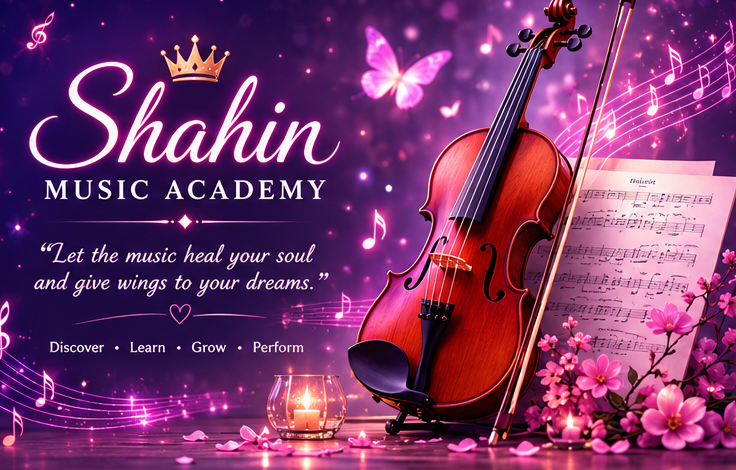 Shahin
MUSIC ACADEMY
“Let the music heal your soul
and give wings to your dreams.”
Discover • Learn • Grow • Perform